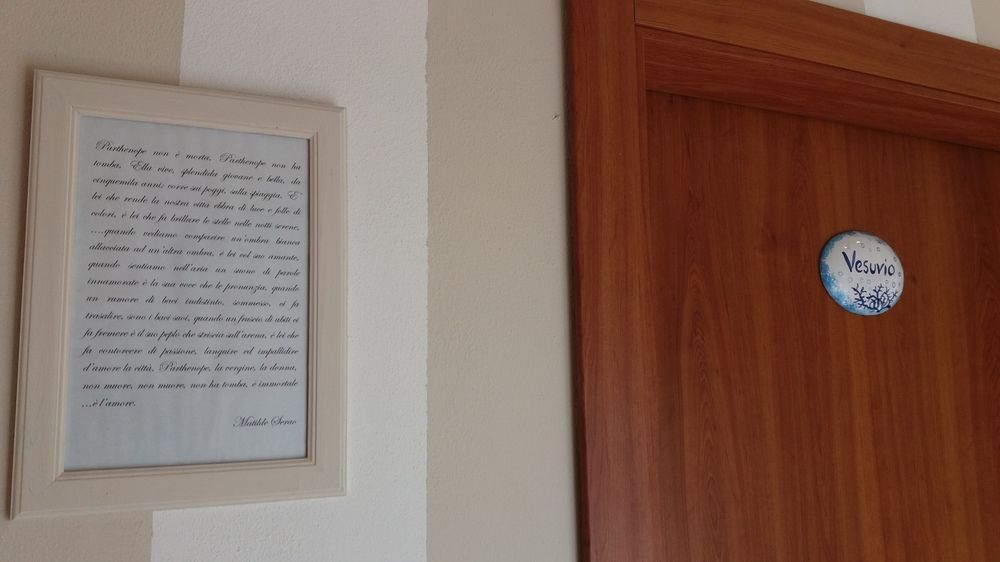 Parthenope non è morta, Parthenope non ha
tomba, Ella vive, splendida giovane e bella, da
cinquemila anni; corre sui poggi, sulla spiaggia. E'
lei che rende la nostra città ebbra di luce e folle di
colori, è lei che fa brillare le stelle nelle notti serene,
….quando vediamo comparire un'ombra bianca
allacciata ad un'altra ombra, è lei col suo amante,
quando sentiamo nell'aria un suono di parole
innamorate è la sua voce che le pronunzia, quando
un rumore di baci indistinto, sommesso, ci fa
trasalire, sono i baci suoi, quando un fruscio di abiti ci
fa fremere è il suo peplo che striscia sull'arena, è lei che
fa contorcere di passione, languire ed impallidire
d'amore la città. Parthenope, la vergine, la donna,
non muore, non muore, non ha tomba, è immortale
…è l'amore.
Matilde Serao
Vesuvio